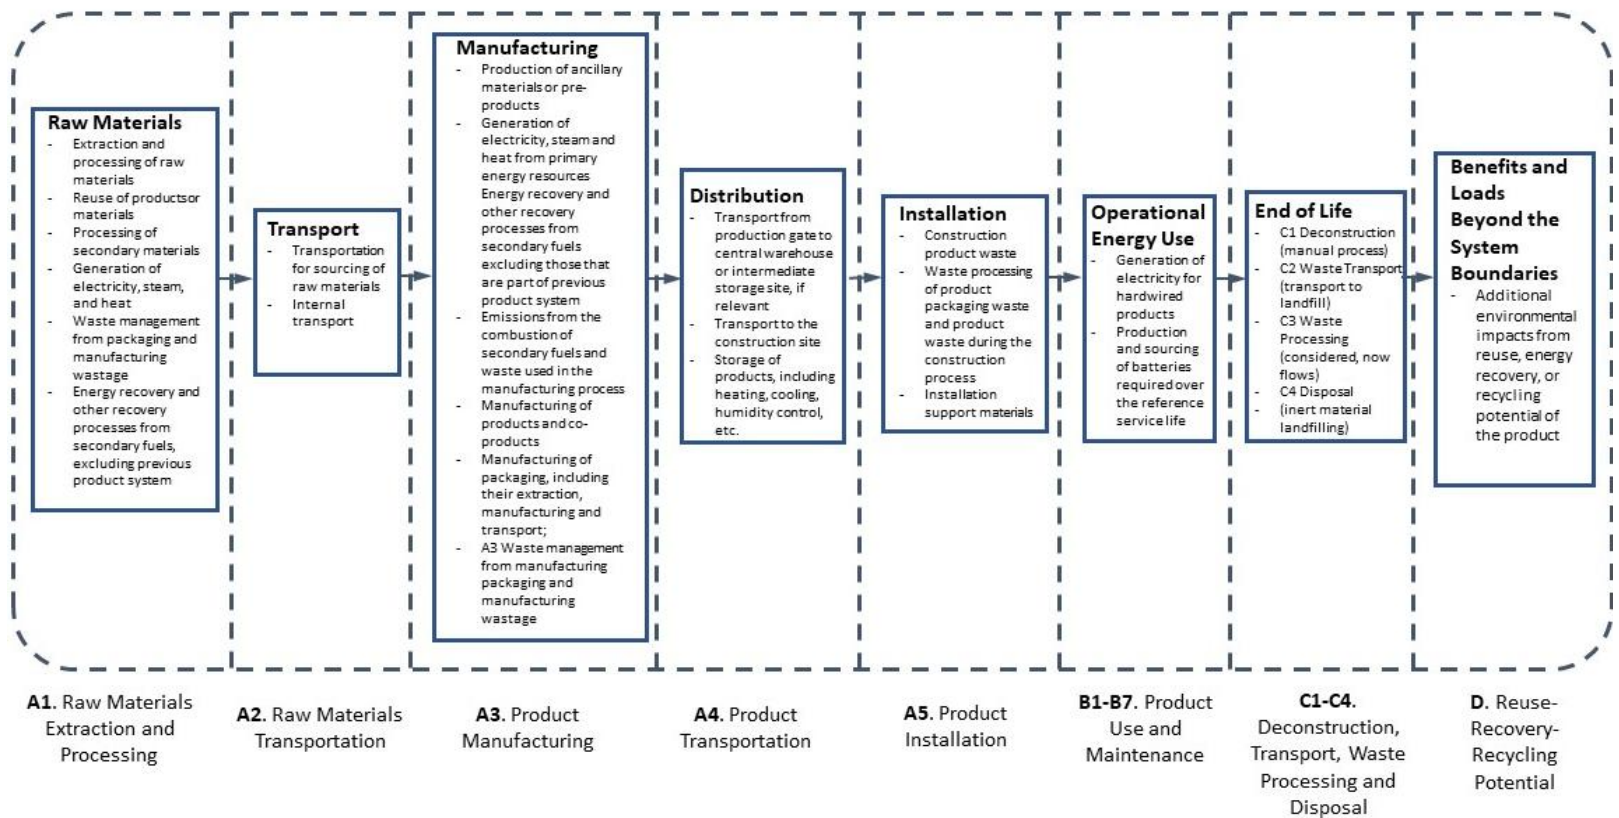 Raw Materials
- Extraction and
processing of raw
materials
- Reuse of productsor
materials
- Processing of
secondary materials
- Generation of
electricity, steam,
and heat
- Waste management
from packaging and
manufacturing
wastage
- Energy recovery and
other recovery
processes from
secondary fuels,
excluding previous
product system
Transport
- Transportation
for sourcing of
raw materials
- Internal
transport
Manufacturing
- Production of ancillary
materials or pre-
products
- Generation of
electricity, steam and
heat from primary
energy resources
Energy recovery and
other recovery
processes from
secondary fuels
excluding those that
are part of previous
product system
- Emissions from the
combustion of
secondary fuels and
waste used in the
manufacturing process
- Manufacturing of
products and co-
products
- Manufacturing of
packaging, including
their extraction,
manufacturing and
transport;
- A3 Waste management
from manufacturing
packaging and
manufacturing
wastage
Distribution
- Transport from
production gate to
central warehouse
or intermediate
storage site, if
relevant
- Transport to the
construction site
- Storage of
products, including
heating, cooling,
humidity control,
etc.
Installation
- Construction
product waste
- Waste processing
of product
packaging waste
and product
waste during the
construction
process
- Installation
support materials
Operational
Energy Use
- Generation of
electricity for
hardwired
products
- Production
and sourcing
of batteries
required over
the reference
service life
End of Life
- C1 Deconstruction
(manual process)
- C2 Waste Transport
(transport to
landfill)
- C3 Waste
Processing
(considered, now
flows)
- C4 Disposal
- (inert material
landfilling)
Benefits and
Loads
Beyond the
System
Boundaries
- Additional
environmental
impacts from
reuse, energy
recovery, or
recycling
potential of
the product
A1. Raw Materials
Extraction and
Processing
A2. Raw Materials
Transportation
A3. Product
Manufacturing
A4. Product
Transportation
A5. Product
Installation
B1-B7. Product
Use and
Maintenance
C1-C4.
Deconstruction,
Transport, Waste
Processing and
Disposal
D. Reuse-
Recovery-
Recycling
Potential